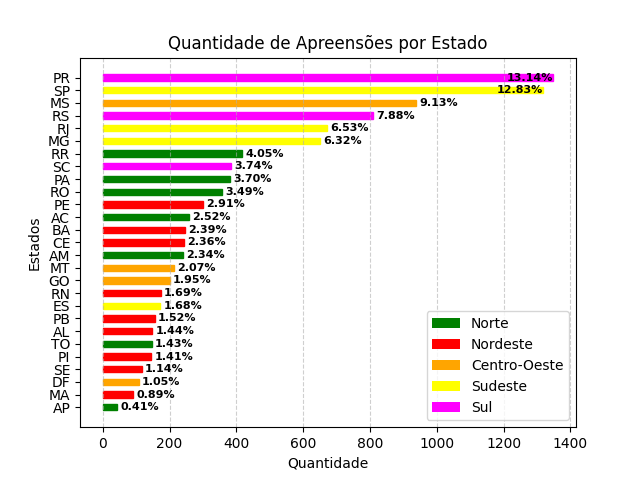 Quantidade de Apreensões por Estado
Estados
PR 13.14%
SP 12.83%
MS 9.13%
RS 7.88%
RJ 6.53%
MG 6.32%
RR 4.05%
SC 3.74%
PA 3.70%
RO 3.49%
PE 2.91%
AC 2.52%
BA 2.39%
CE 2.36%
AM 2.34%
MT 2.07%
GO 1.95%
RN 1.69%
ES 1.68%
PB 1.52%
AL 1.44%
TO 1.43%
PI 1.41%
SE 1.14%
DF 1.05%
MA 0.89%
AP 0.41%
Norte
Nordeste
Centro-Oeste
Sudeste
Sul
0 200 400 600 800 1000 1200 1400
Quantidade